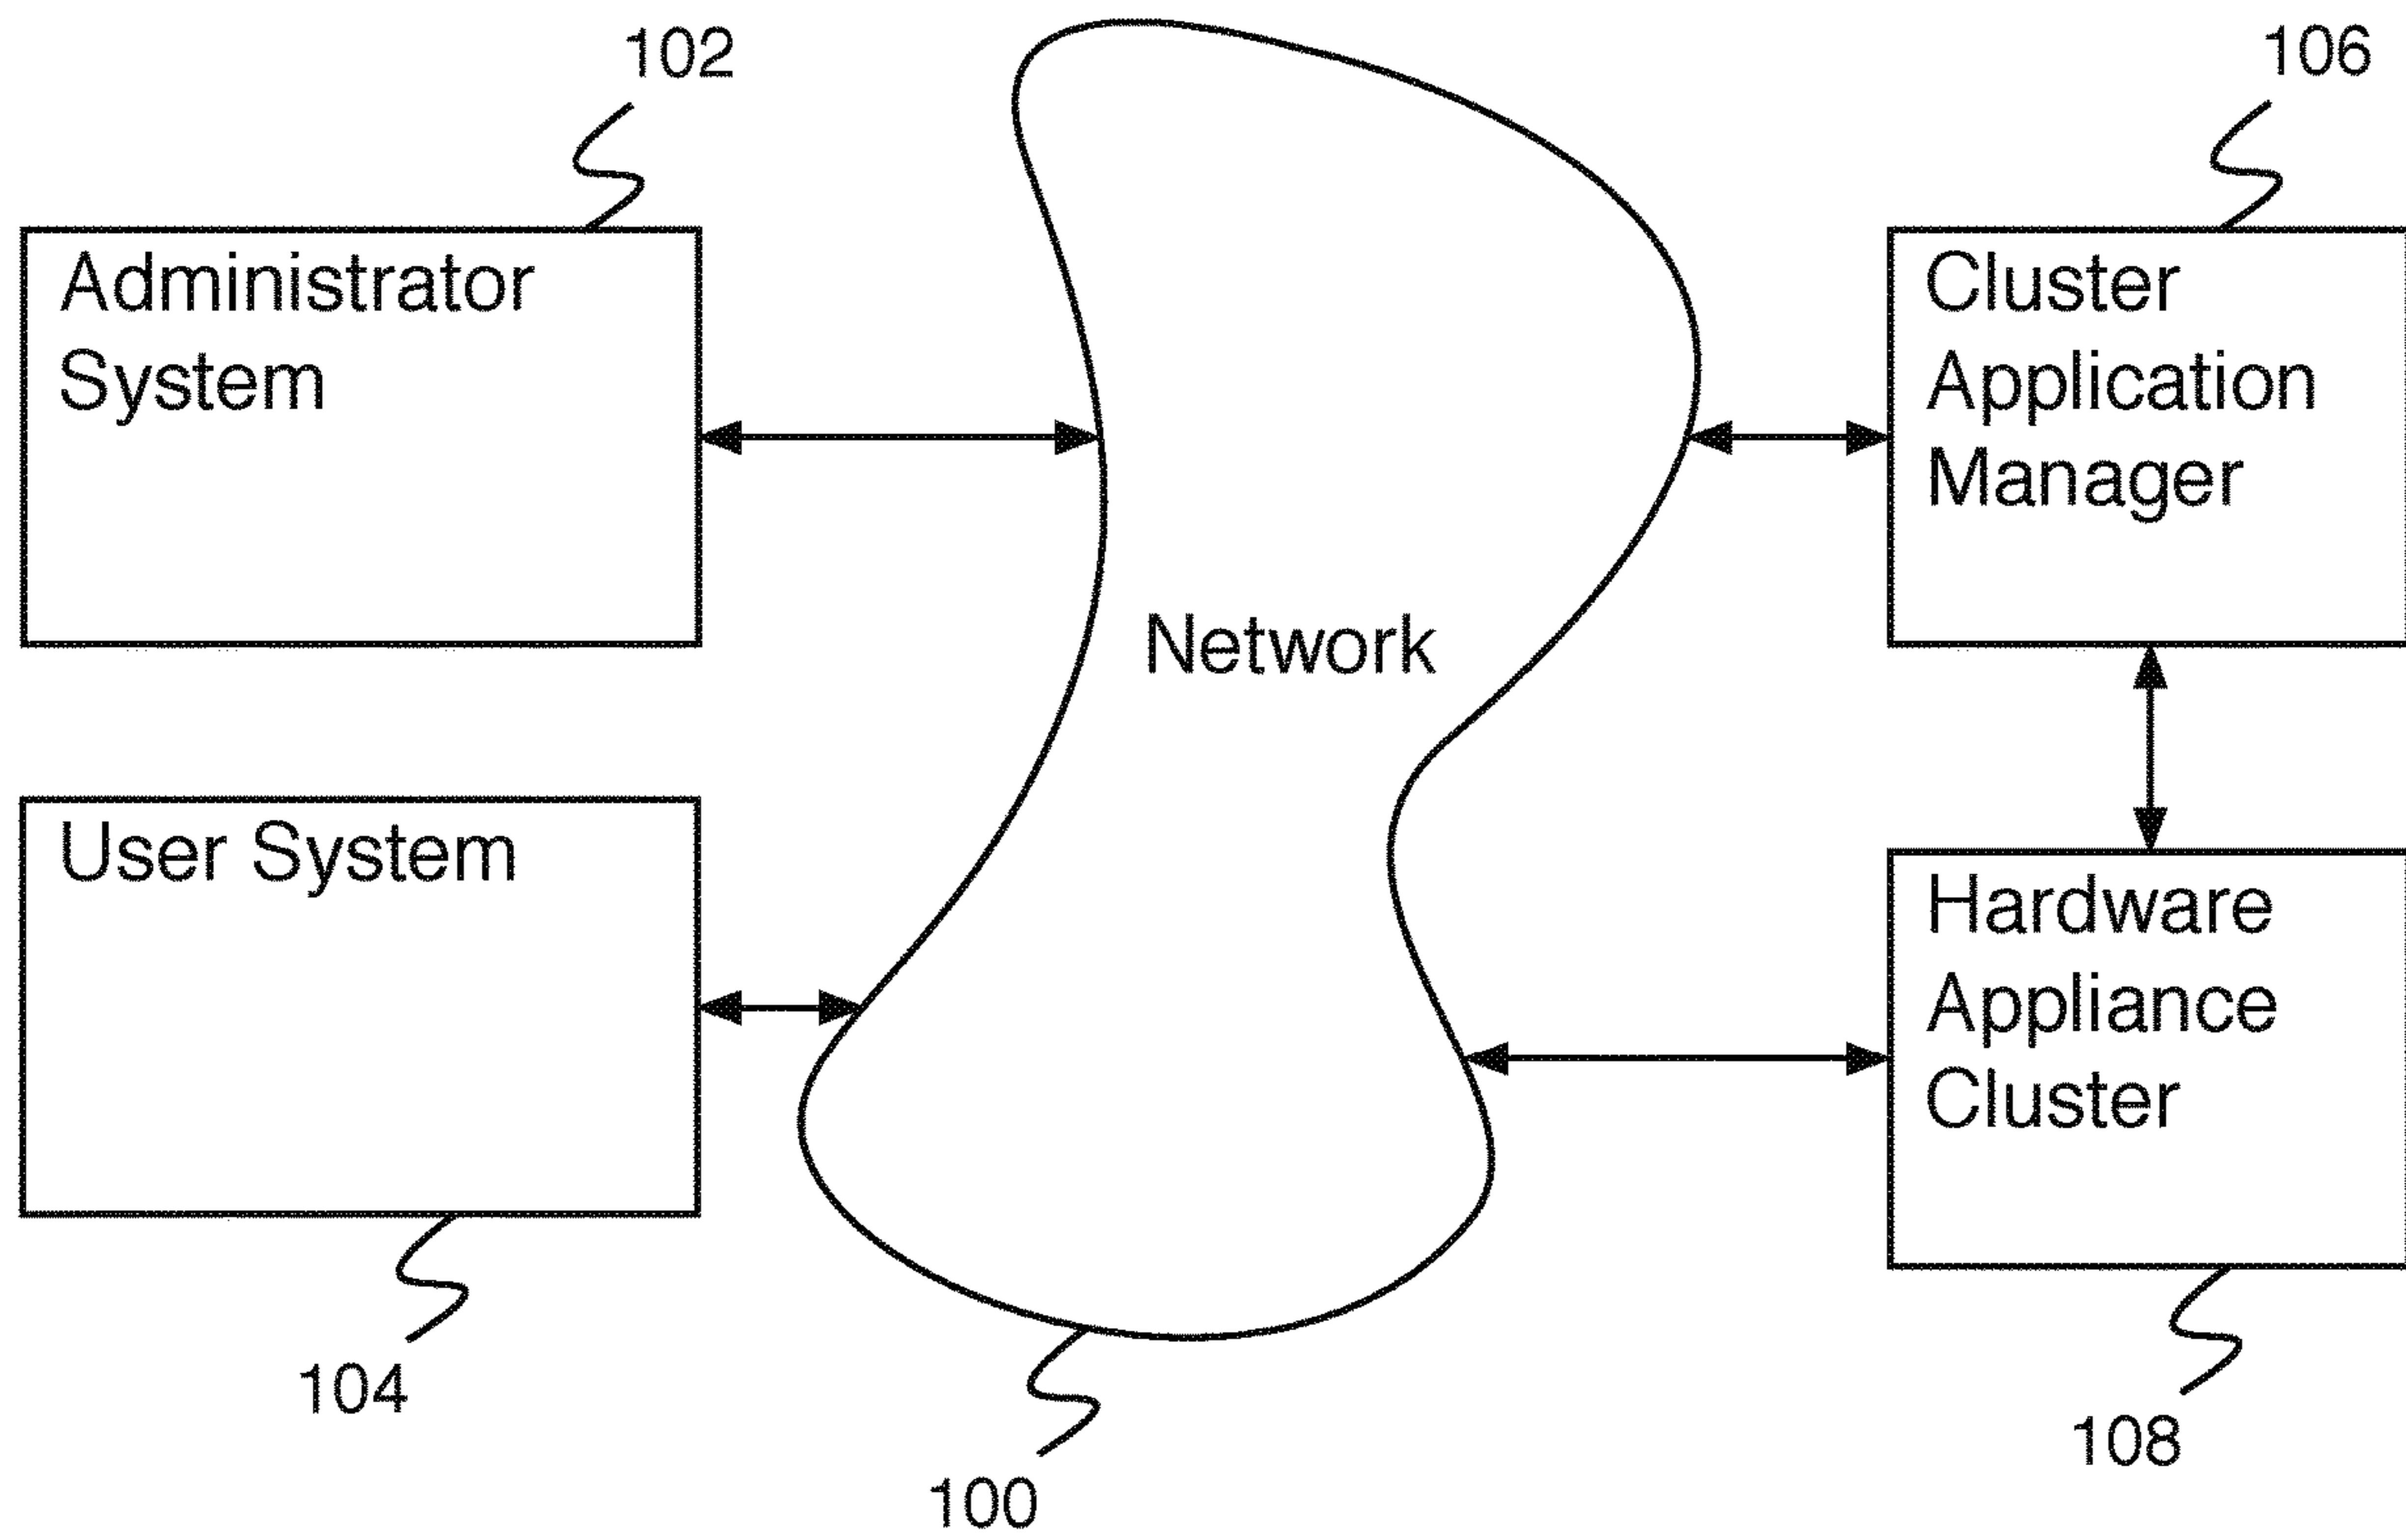 102
106
Administrator
System
Cluster
Application
Manager
Network
User System
Hardware
Appliance
Cluster
104
108
100